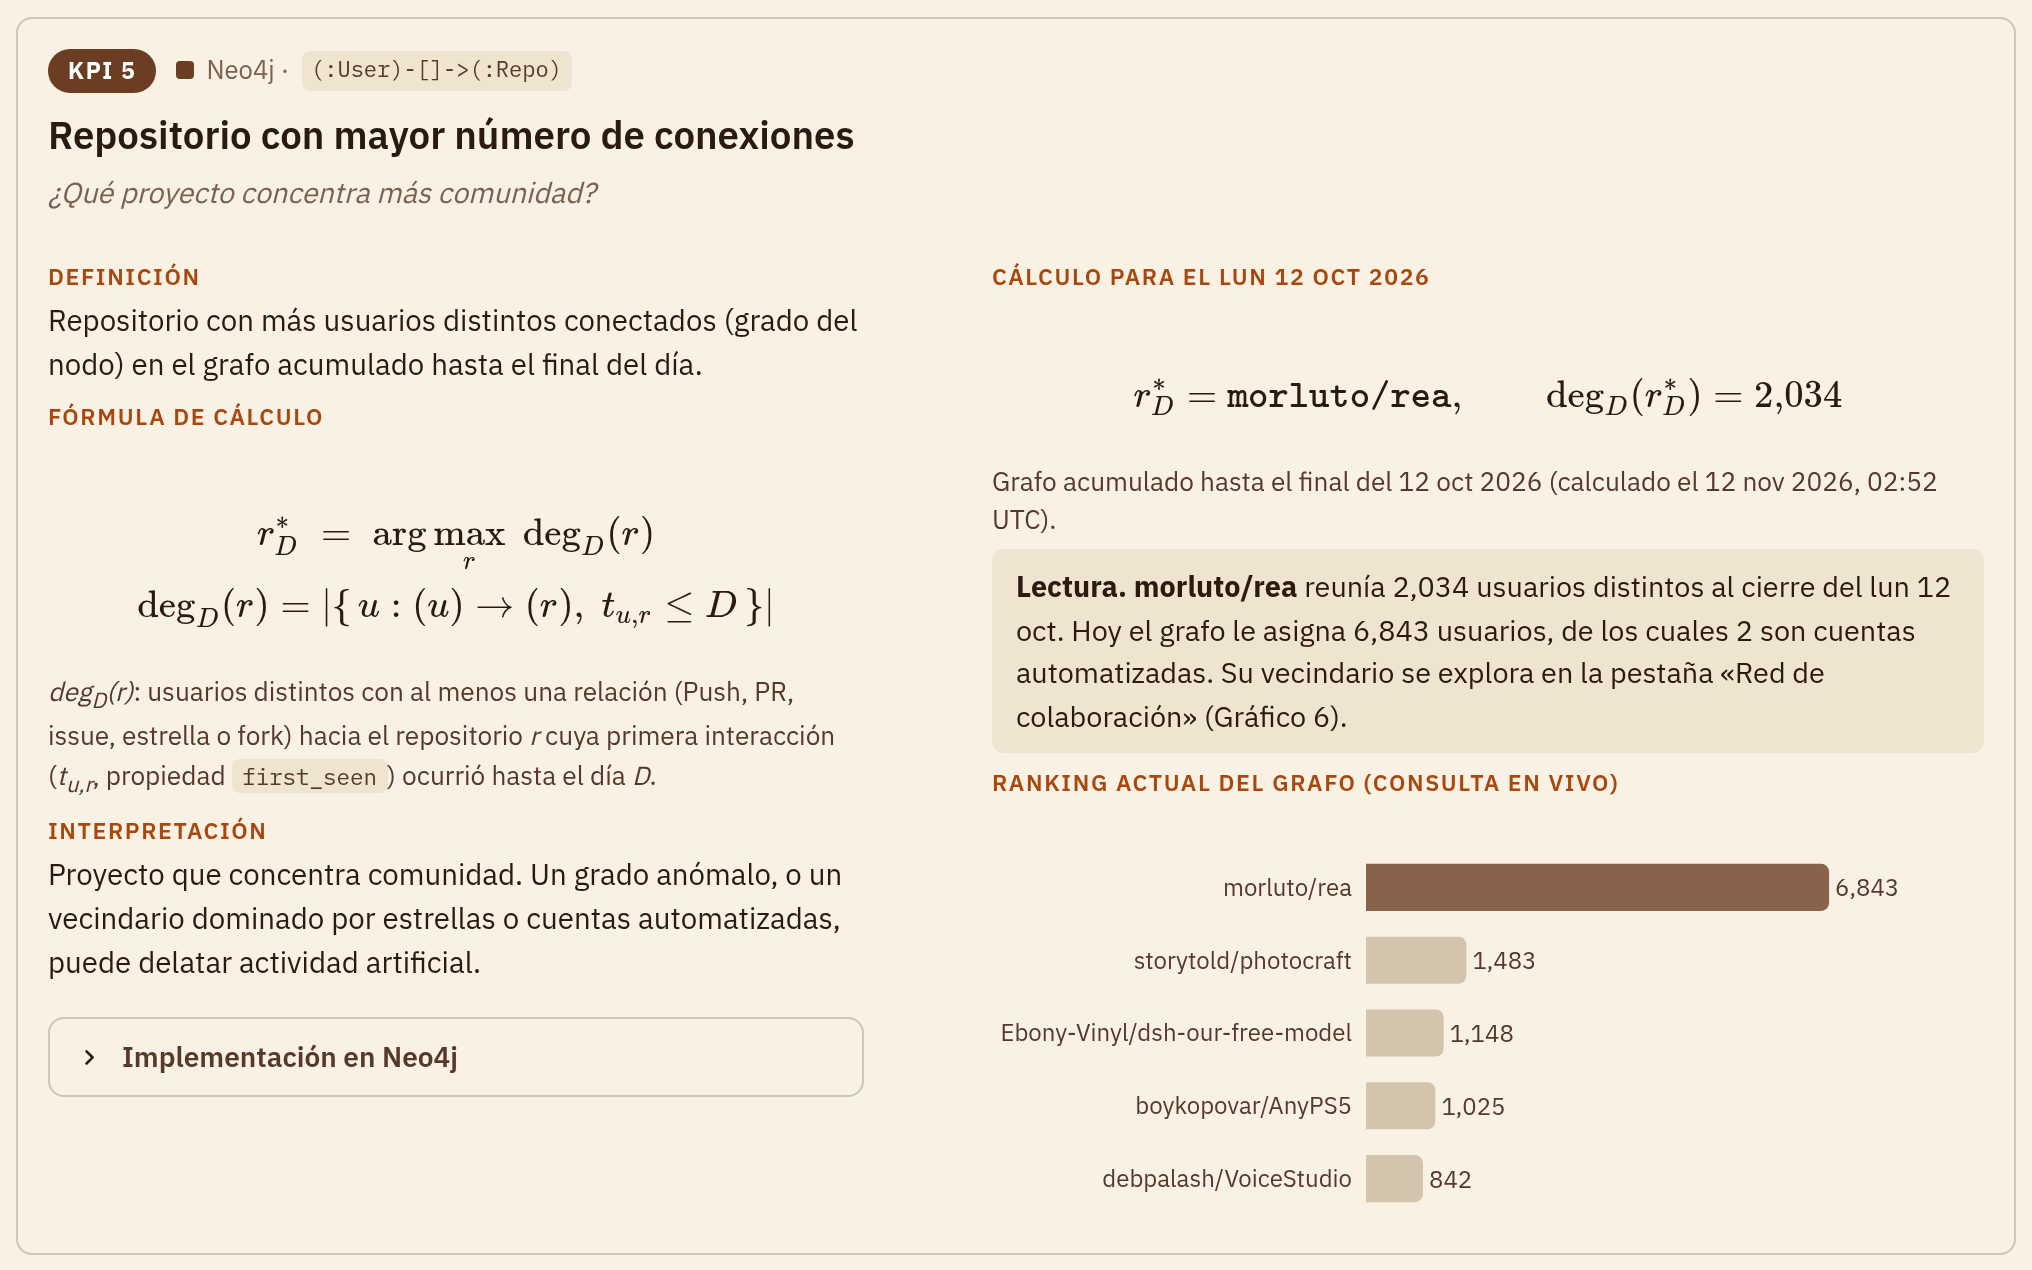 KPI 5 Neo4j · (:User)-[]->(:Repo)
Repositorio con mayor número de conexiones
¿Qué proyecto concentra más comunidad?
DEFINICIÓN
Repositorio con más usuarios distintos conectados (grado del
nodo) en el grafo acumulado hasta el final del día.
FÓRMULA DE CÁLCULO
r*_D = arg max_r deg_D(r)
deg_D(r) = |{ u : (u) → (r), t_{u,r} ≤ D }|
deg_D(r): usuarios distintos con al menos una relación (Push, PR,
issue, estrella o fork) hacia el repositorio r cuya primera interacción
(t_{u,r}, propiedad first_seen) ocurrió hasta el día D.
INTERPRETACIÓN
Proyecto que concentra comunidad. Un grado anómalo, o un
vecindario dominado por estrellas o cuentas automatizadas,
puede delatar actividad artificial.
Implementación en Neo4j
CÁLCULO PARA EL LUN 12 OCT 2026
r*_D = morluto/rea, deg_D(r*_D) = 2,034
Grafo acumulado hasta el final del 12 oct 2026 (calculado el 12 nov 2026, 02:52
UTC).
Lectura. morluto/rea reunía 2,034 usuarios distintos al cierre del lun 12
oct. Hoy el grafo le asigna 6,843 usuarios, de los cuales 2 son cuentas
automatizadas. Su vecindario se explora en la pestaña «Red de
colaboración» (Gráfico 6).
RANKING ACTUAL DEL GRAFO (CONSULTA EN VIVO)
morluto/rea 6,843
storytold/photocraft 1,483
Ebony-Vinyl/dsh-our-free-model 1,148
boykopovar/AnyPS5 1,025
debpalash/VoiceStudio 842